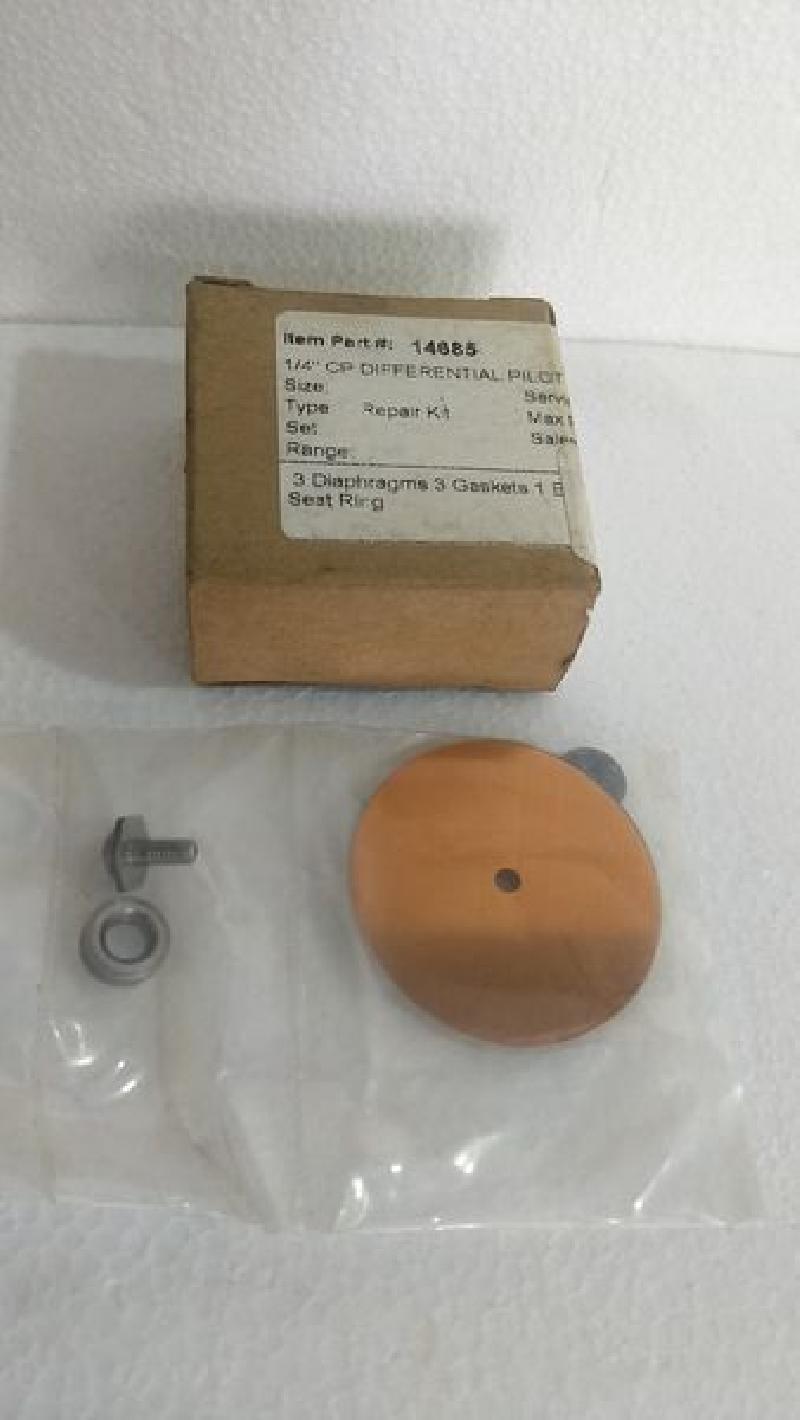 Item Part#: 14685
1/4" CP DIFFERENTIAL PILOT
Size:
Type Repair Kit Max
Set:
Range:
3 Diaphragms 3 Gaskets 1
Seat Ring